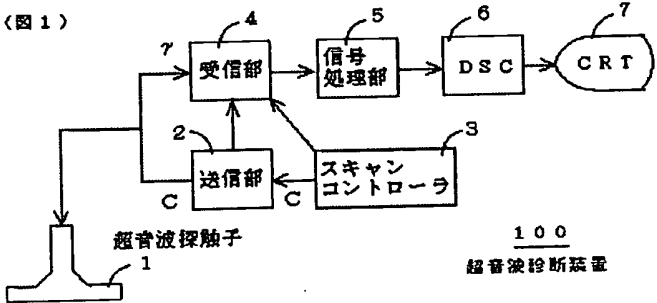 (図1)
4
5
6
7
γ
受信部
信号
処理部
DSC
CRT
2
3
送信部
スキャン
コントローラ
C
C
超音波探触子
1
100
超音波診断装置